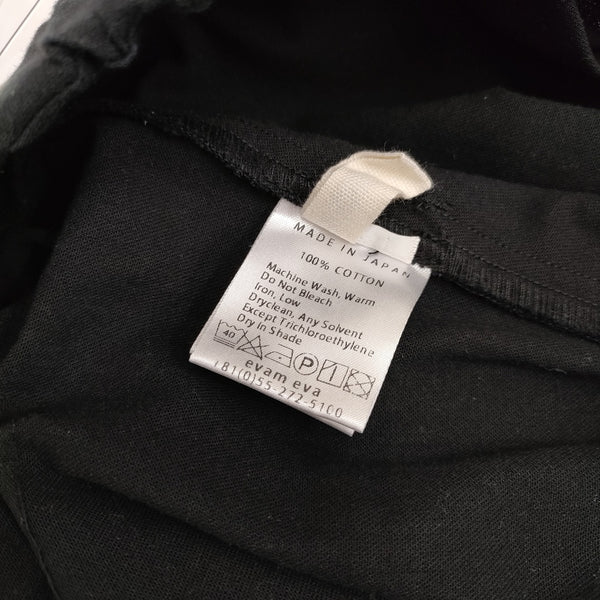 MADE IN JAPAN
100% COTTON
Machine Wash, Warm
Do Not Bleach
Iron, Low
Dryclean, Any Solvent
Except Trichloroethylene
Dry In Shade
40 P
evam eva
+81(0)55-272-5100